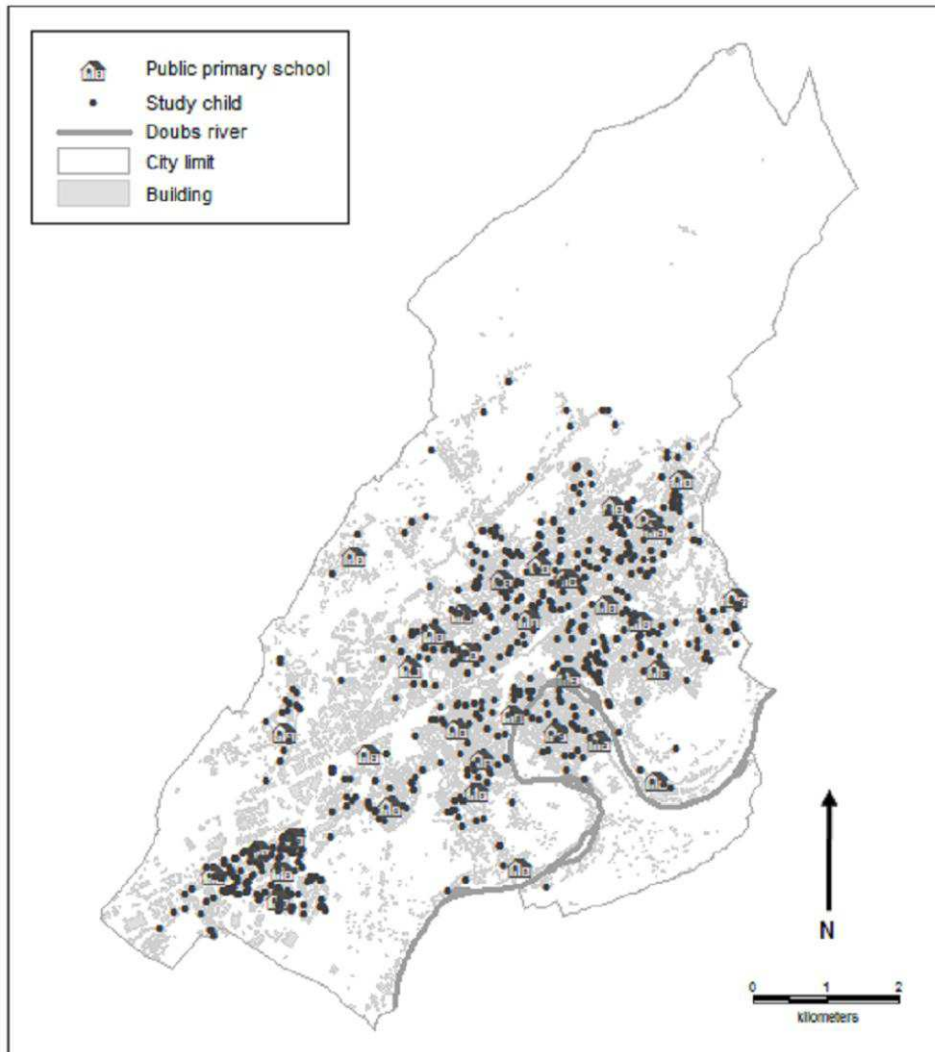 Public primary school
Study child
Doubs river
City limit
Building
N
0 1 2
kilometers